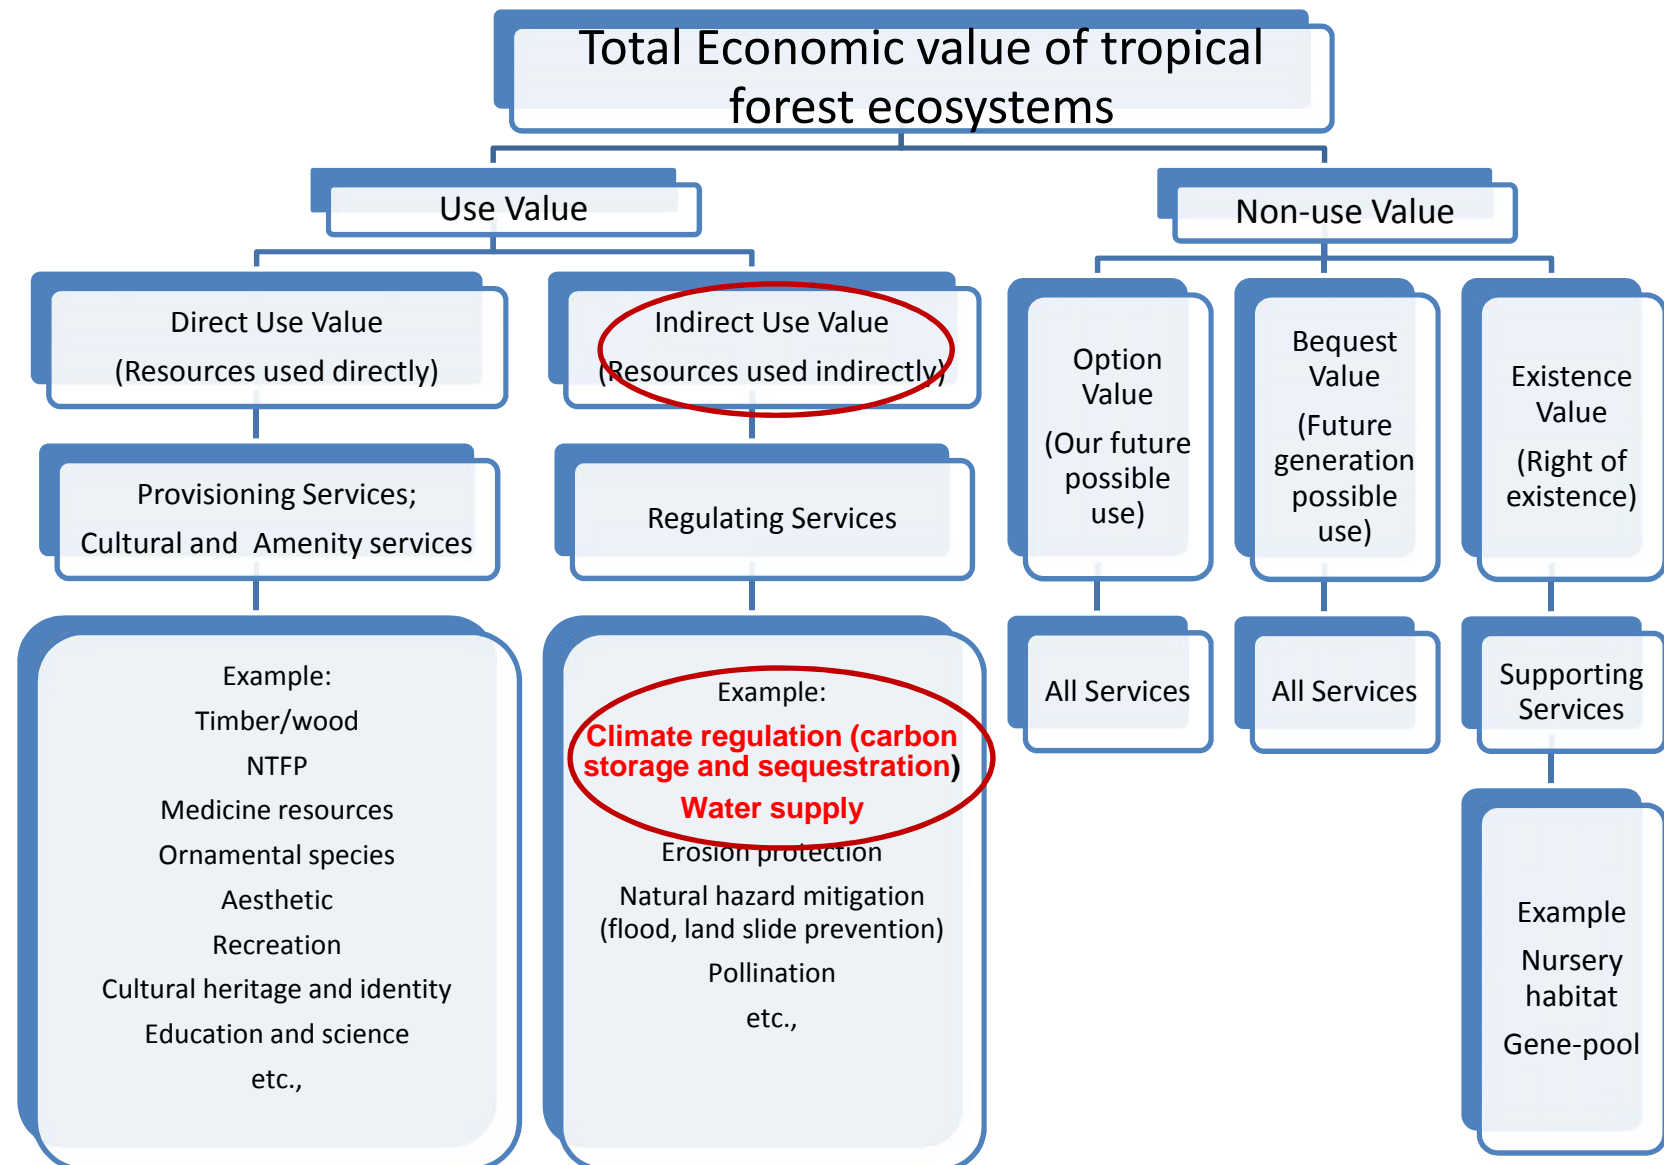 Total Economic value of tropical
forest ecosystems
Use Value
Non-use Value
Direct Use Value
(Resources used directly)
Indirect Use Value
(Resources used indirectly)
Option
Value
(Our future
possible
use)
Bequest
Value
(Future
generation
possible
use)
Existence
Value
(Right of
existence)
Provisioning Services;
Cultural and Amenity services
Regulating Services
All Services
All Services
Supporting
Services
Example:
Timber/wood
NTFP
Medicine resources
Ornamental species
Aesthetic
Recreation
Cultural heritage and identity
Education and science
etc.,
Example:
Climate regulation (carbon
storage and sequestration)
Water supply
Erosion protection
Natural hazard mitigation
(flood, land slide prevention)
Pollination
etc.,
Example
Nursery
habitat
Gene-pool